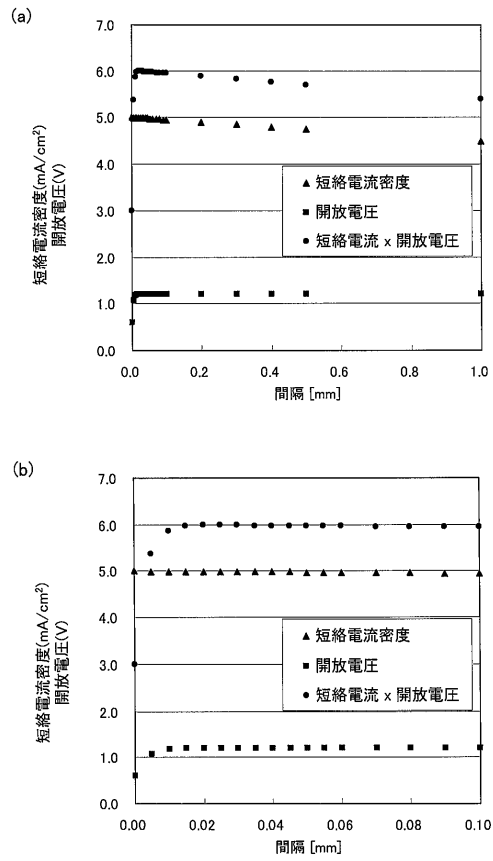 (a)
7.0
6.0
5.0
4.0
3.0
2.0
1.0
0.0
短絡電流密度(mA/cm²)
開放電圧(V)
▲ 短絡電流密度
■ 開放電圧
● 短絡電流 x 開放電圧
0.0 0.2 0.4 0.6 0.8 1.0
間隔 [mm]
(b)
7.0
6.0
5.0
4.0
3.0
2.0
1.0
0.0
短絡電流密度(mA/cm²)
開放電圧(V)
▲ 短絡電流密度
■ 開放電圧
● 短絡電流 x 開放電圧
0.00 0.02 0.04 0.06 0.08 0.10
間隔 [mm]